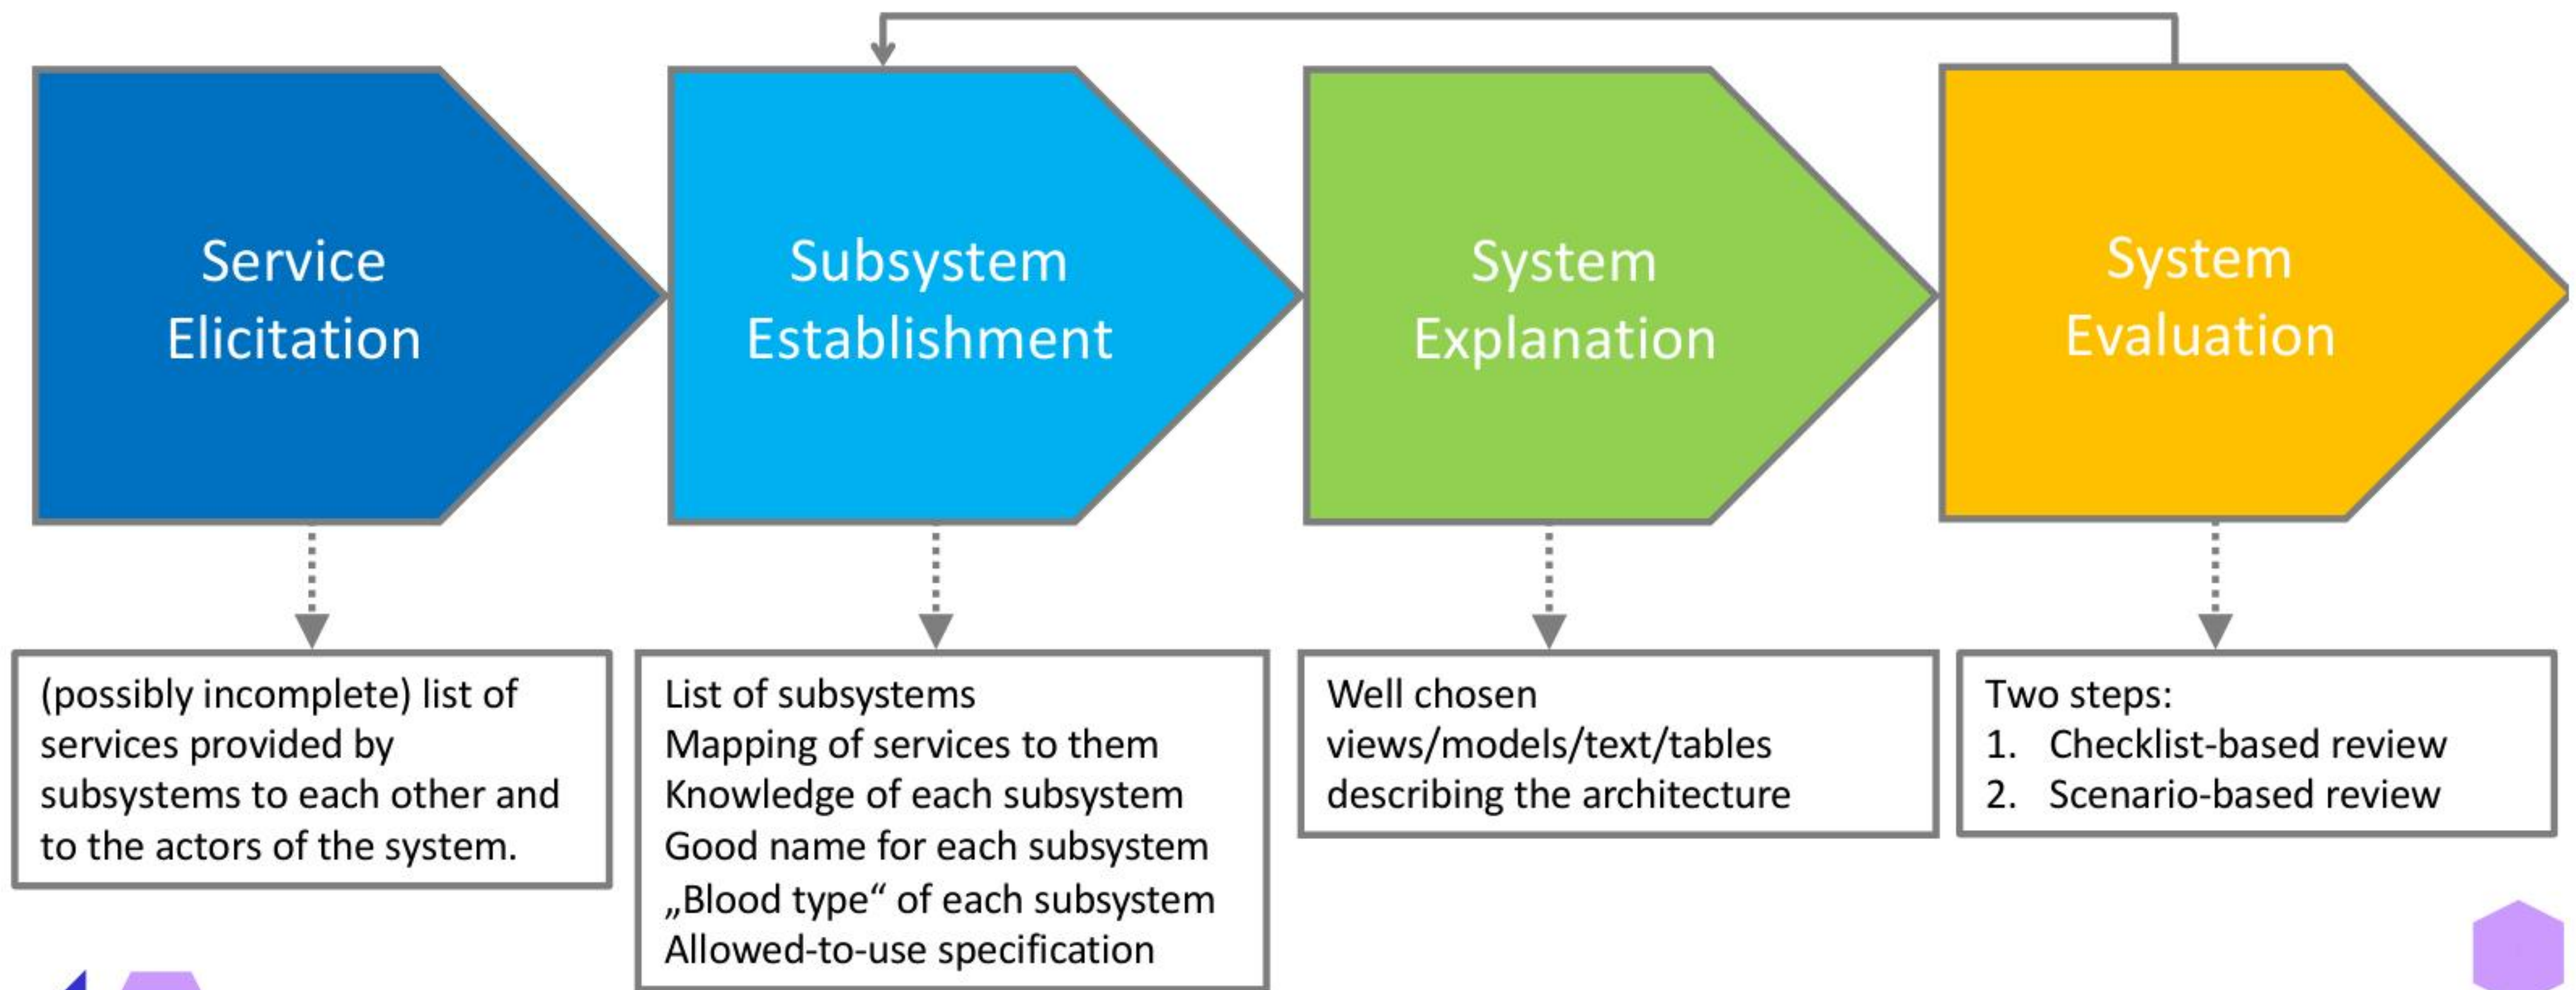 Service
Elicitation
Subsystem
Establishment
System
Explanation
System
Evaluation
(possibly incomplete) list of
services provided by
subsystems to each other and
to the actors of the system.
List of subsystems
Mapping of services to them
Knowledge of each subsystem
Good name for each subsystem
„Blood type“ of each subsystem
Allowed-to-use specification
Well chosen
views/models/text/tables
describing the architecture
Two steps:
1. Checklist-based review
2. Scenario-based review